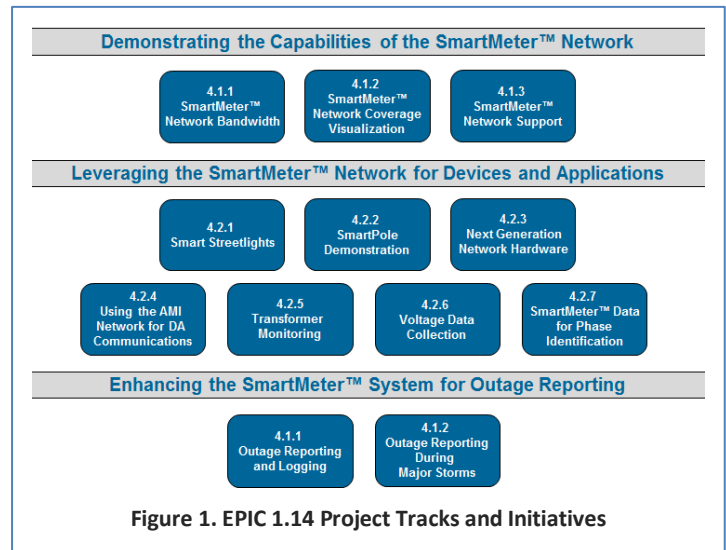 Demonstrating the Capabilities of the SmartMeter™ Network
4.1.1
SmartMeter™
Network Bandwidth
4.1.2
SmartMeter™
Network Coverage
Visualization
4.1.3
SmartMeter™
Network Support
Leveraging the SmartMeter™ Network for Devices and Applications
4.2.1
Smart Streetlights
4.2.2
SmartPole
Demonstration
4.2.3
Next Generation
Network Hardware
4.2.4
Using the AMI
Network for DA
Communications
4.2.5
Transformer
Monitoring
4.2.6
Voltage Data
Collection
4.2.7
SmartMeter™ Data
for Phase
Identification
Enhancing the SmartMeter™ System for Outage Reporting
4.1.1
Outage Reporting
and Logging
4.1.2
Outage Reporting
During
Major Storms
Figure 1. EPIC 1.14 Project Tracks and Initiatives